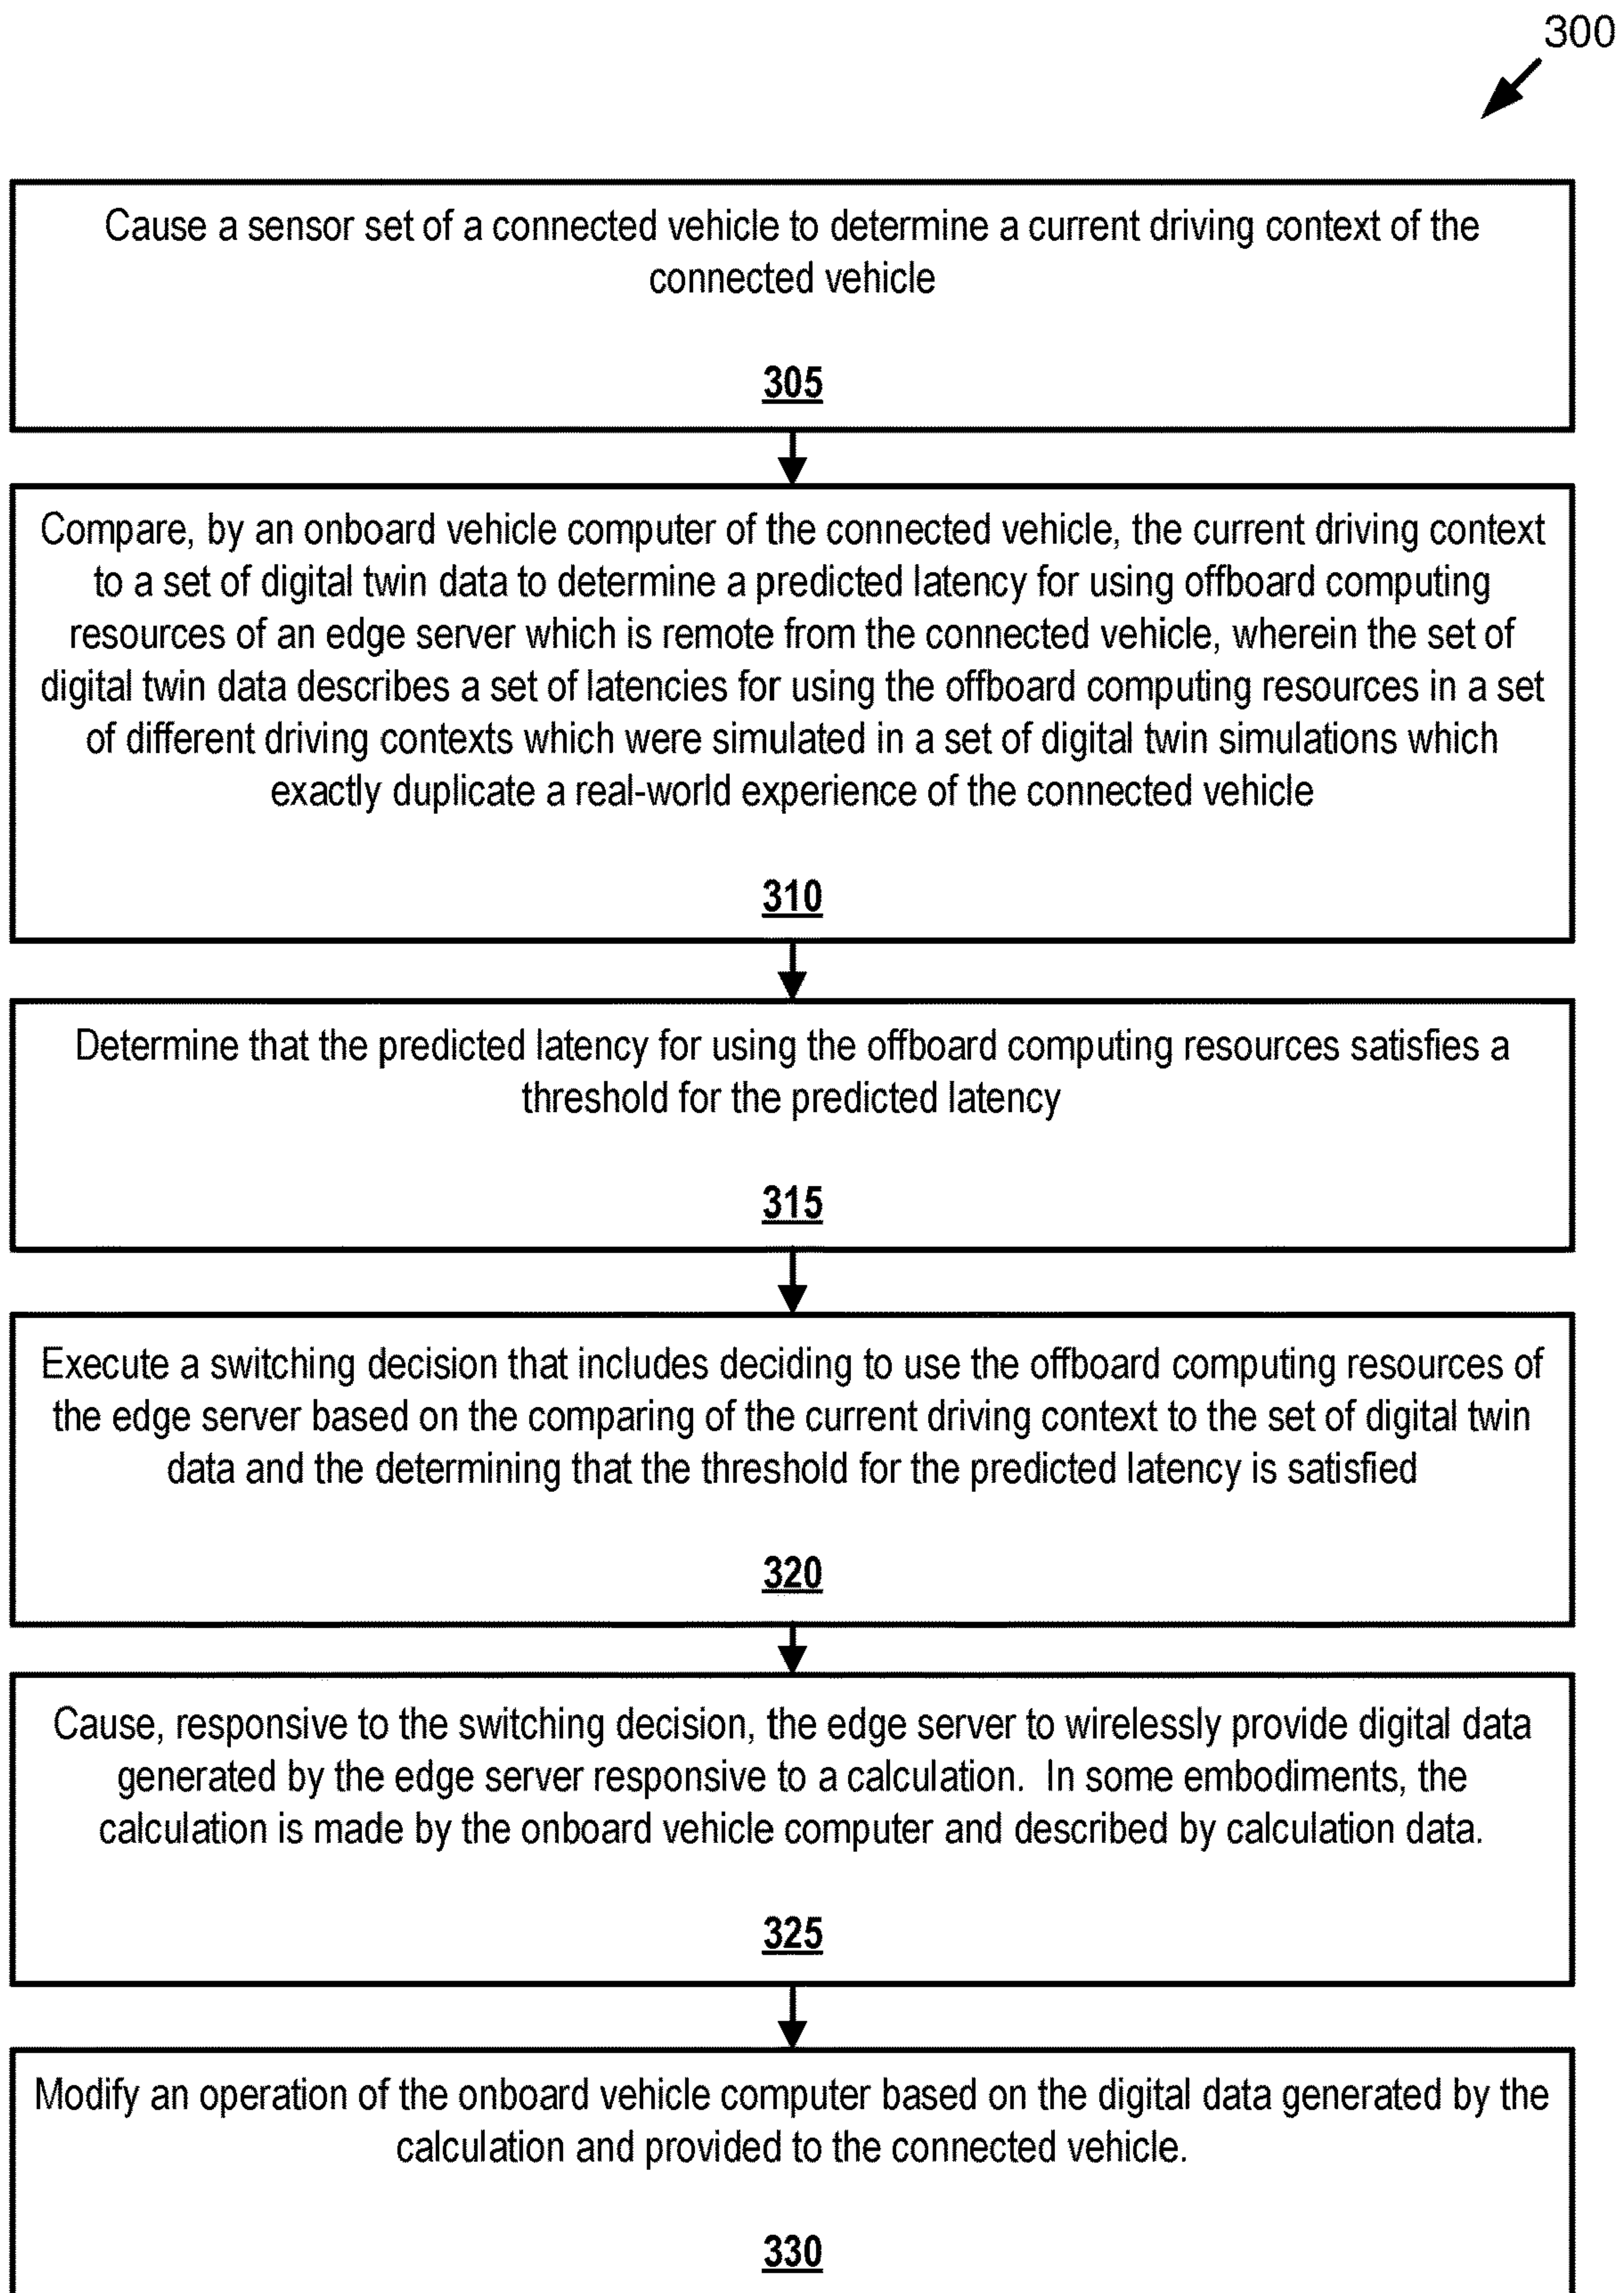 300
Cause a sensor set of a connected vehicle to determine a current driving context of the
connected vehicle
305
Compare, by an onboard vehicle computer of the connected vehicle, the current driving context
to a set of digital twin data to determine a predicted latency for using offboard computing
resources of an edge server which is remote from the connected vehicle, wherein the set of
digital twin data describes a set of latencies for using the offboard computing resources in a set
of different driving contexts which were simulated in a set of digital twin simulations which
exactly duplicate a real-world experience of the connected vehicle
310
Determine that the predicted latency for using the offboard computing resources satisfies a
threshold for the predicted latency
315
Execute a switching decision that includes deciding to use the offboard computing resources of
the edge server based on the comparing of the current driving context to the set of digital twin
data and the determining that the threshold for the predicted latency is satisfied
320
Cause, responsive to the switching decision, the edge server to wirelessly provide digital data
generated by the edge server responsive to a calculation.  In some embodiments, the
calculation is made by the onboard vehicle computer and described by calculation data.
325
Modify an operation of the onboard vehicle computer based on the digital data generated by the
calculation and provided to the connected vehicle.
330